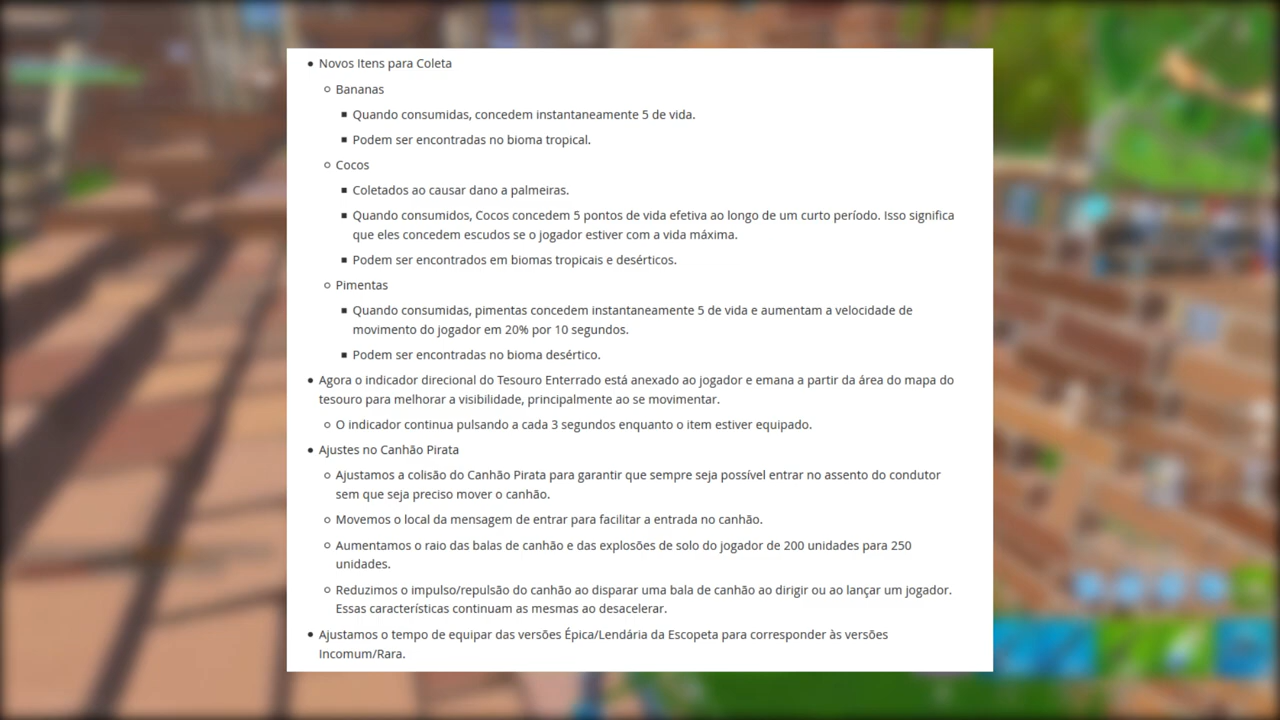 • Novos Itens para Coleta
○ Bananas
■ Quando consumidas, concedem instantaneamente 5 de vida.
■ Podem ser encontradas no bioma tropical.
○ Cocos
■ Coletados ao causar dano a palmeiras.
■ Quando consumidos, Cocos concedem 5 pontos de vida efetiva ao longo de um curto período. Isso significa
que eles concedem escudos se o jogador estiver com a vida máxima.
■ Podem ser encontrados em biomas tropicais e desérticos.
○ Pimentas
■ Quando consumidas, pimentas concedem instantaneamente 5 de vida e aumentam a velocidade de
movimento do jogador em 20% por 10 segundos.
■ Podem ser encontradas no bioma desértico.
• Agora o indicador direcional do Tesouro Enterrado está anexado ao jogador e emana a partir da área do mapa do
tesouro para melhorar a visibilidade, principalmente ao se movimentar.
○ O indicador continua pulsando a cada 3 segundos enquanto o item estiver equipado.
• Ajustes no Canhão Pirata
○ Ajustamos a colisão do Canhão Pirata para garantir que sempre seja possível entrar no assento do condutor
sem que seja preciso mover o canhão.
○ Movemos o local da mensagem de entrar para facilitar a entrada no canhão.
○ Aumentamos o raio das balas de canhão e das explosões de solo do jogador de 200 unidades para 250
unidades.
○ Reduzimos o impulso/repulsão do canhão ao disparar uma bala de canhão ao dirigir ou ao lançar um jogador.
Essas características continuam as mesmas ao desacelerar.
• Ajustamos o tempo de equipar das versões Épica/Lendária da Escopeta para corresponder às versões
Incomum/Rara.